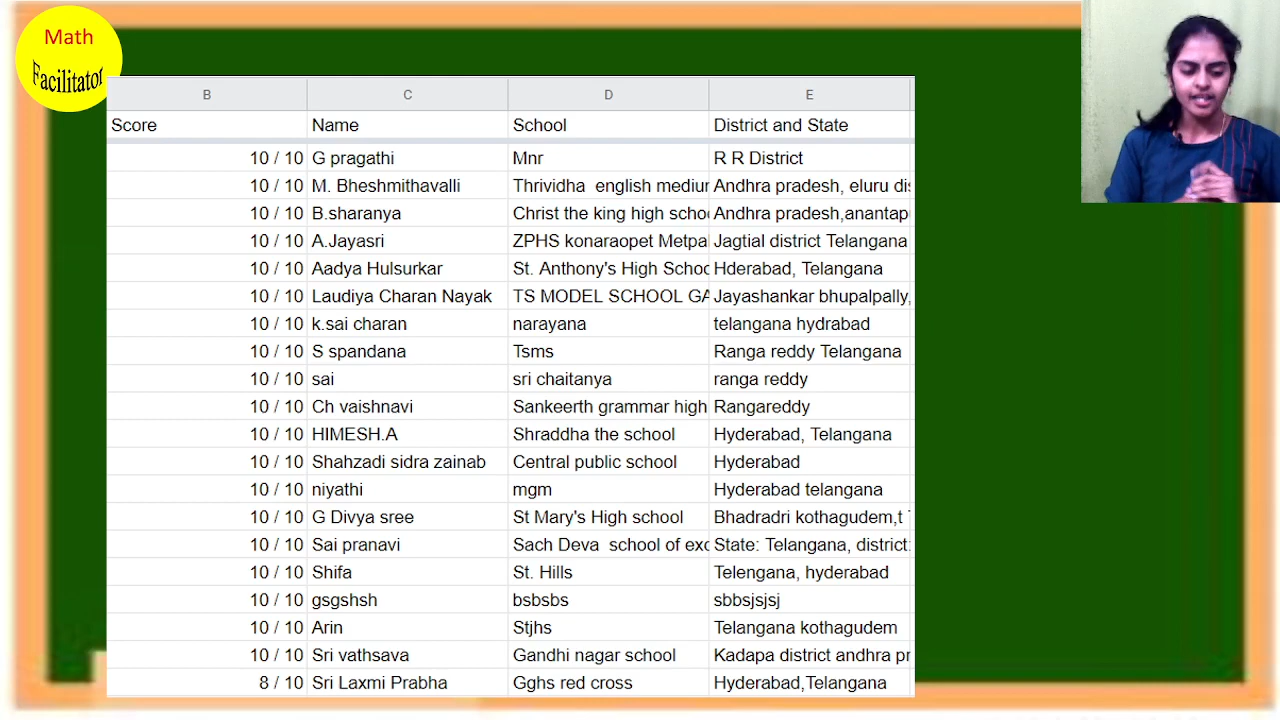 Math
Facilitator
B C D E
Score Name School District and State
10 / 10 G pragathi Mnr R R District
10 / 10 M. Bheshmithavalli Thrividha english mediur Andhra pradesh, eluru dis
10 / 10 B.sharanya Christ the king high scho Andhra pradesh,anantap
10 / 10 A.Jayasri ZPHS konaraopet Metpa Jagtial district Telangana
10 / 10 Aadya Hulsurkar St. Anthony's High Schoo Hderabad, Telangana
10 / 10 Laudiya Charan Nayak TS MODEL SCHOOL GA Jayashankar bhupalpally,
10 / 10 k.sai charan narayana telangana hydrabad
10 / 10 S spandana Tsms Ranga reddy Telangana
10 / 10 sai sri chaitanya ranga reddy
10 / 10 Ch vaishnavi Sankeerth grammar high Rangareddy
10 / 10 HIMESH.A Shraddha the school Hyderabad, Telangana
10 / 10 Shahzadi sidra zainab Central public school Hyderabad
10 / 10 niyathi mgm Hyderabad telangana
10 / 10 G Divya sree St Mary's High school Bhadradri kothagudem,t
10 / 10 Sai pranavi Sach Deva school of exc State: Telangana, district:
10 / 10 Shifa St. Hills Telengana, hyderabad
10 / 10 gsgshsh bsbsbs sbbsjsjsj
10 / 10 Arin Stjhs Telangana kothagudem
10 / 10 Sri vathsava Gandhi nagar school Kadapa district andhra pr
8 / 10 Sri Laxmi Prabha Gghs red cross Hyderabad,Telangana